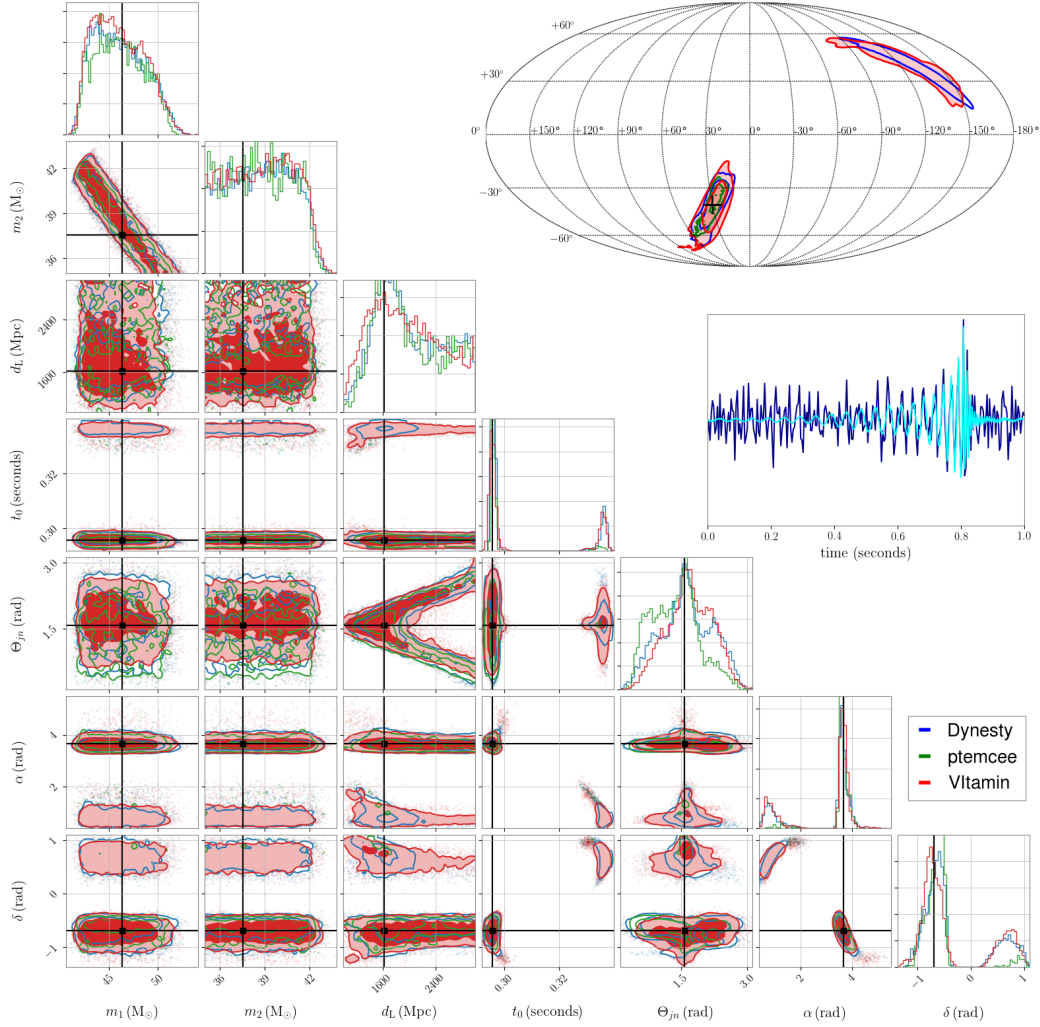 +60°
+30°
0° +150° +120° +90° +60° +30° 0° -60° -90° -120° -150° -180°
-30°
-60°
m₂ (M☉)
42
39
36
d_L (Mpc)
2400
1600
t₀ (seconds)
0.32
0.30
0.0 0.2 0.4 0.6 0.8 1.0
time (seconds)
Θ_jn (rad)
3.0
1.5
α (rad)
4
2
Dynesty
ptemcee
VItamin
δ (rad)
1
0
−1
45 50
39 42
1600 2400
0.30 0.32
1.5 3.0
2 4
−1 0 1
m₁ (M☉) m₂ (M☉) d_L (Mpc) t₀ (seconds) Θ_jn (rad) α (rad) δ (rad)